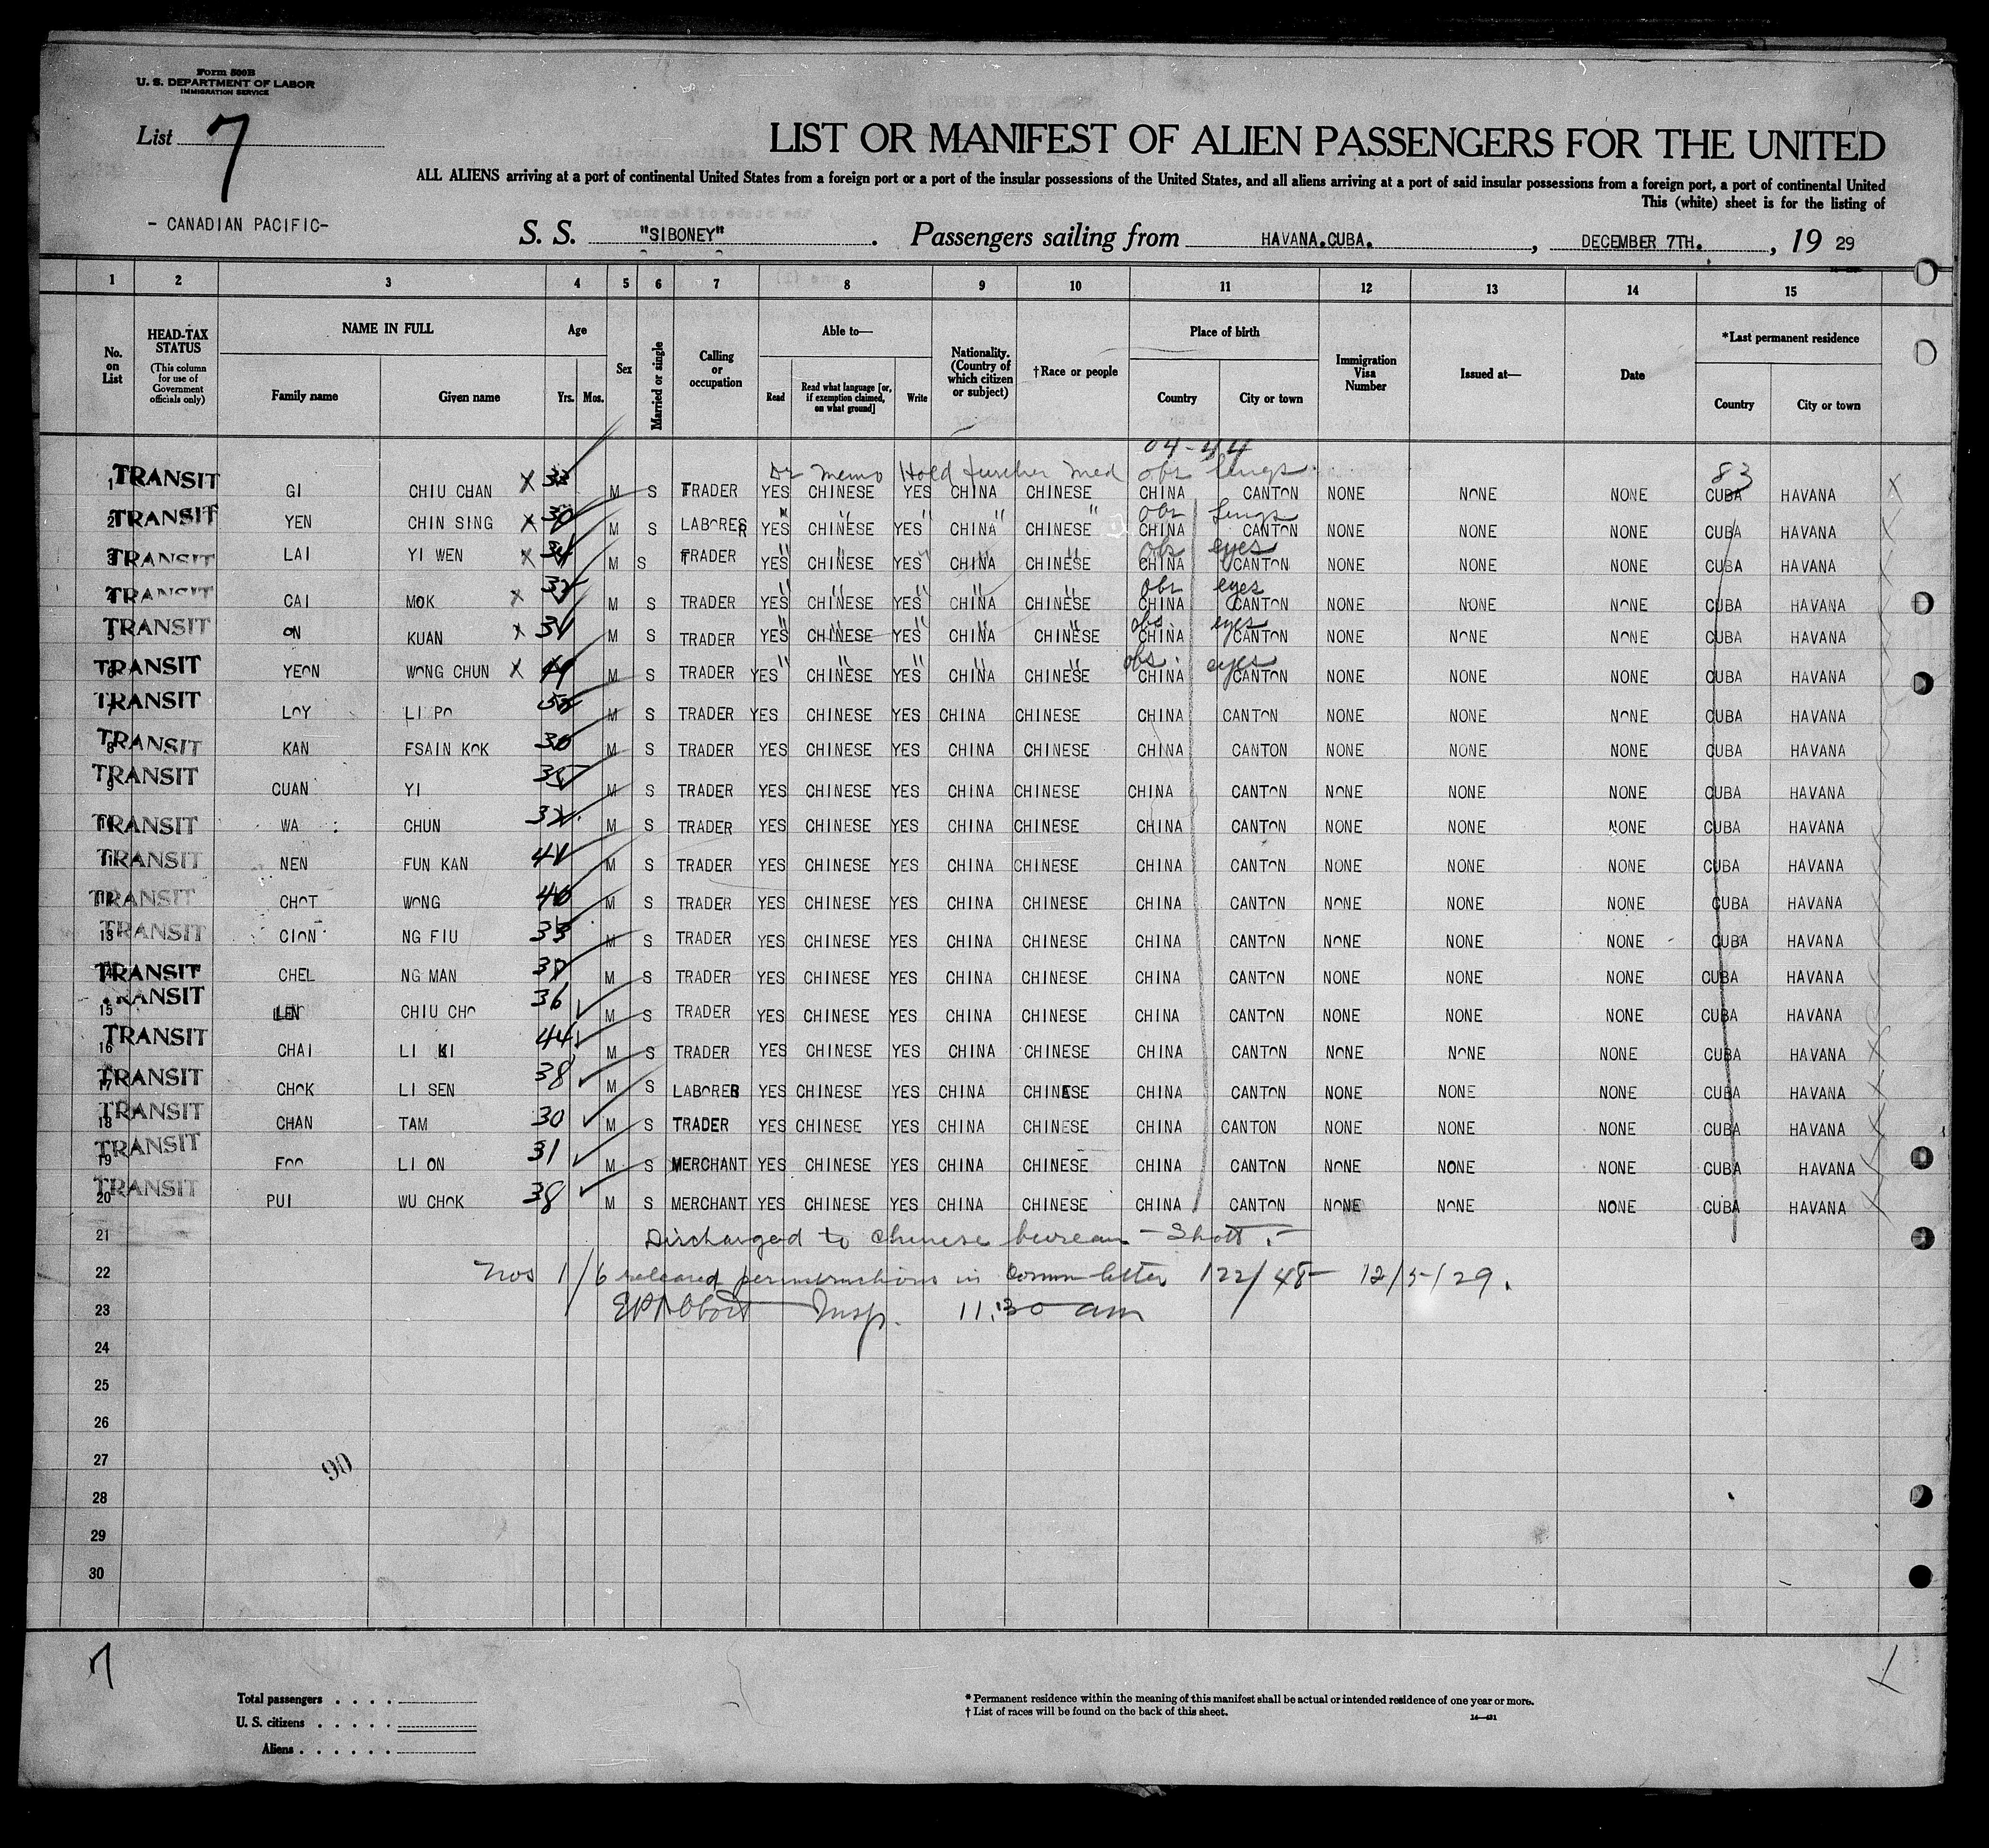 Form 500B
U. S. DEPARTMENT OF LABOR
IMMIGRATION SERVICE
List 7
LIST OR MANIFEST OF ALIEN PASSENGERS FOR THE UNITED
ALL ALIENS arriving at a port of continental United States from a foreign port or a port of the insular possessions of the United States, and all aliens arriving at a port of said insular possessions from a foreign port, a port of continental United
This (white) sheet is for the listing of
- CANADIAN PACIFIC-
S. S. "SIBONEY". Passengers sailing from HAVANA.CUBA. , DECEMBER 7TH. , 19 29
1 2 3 4 5 6 7 8 9 10 11 12 13 14 15
No. on List HEAD-TAX STATUS (This column for use of Government officials only) NAME IN FULL Family name Given name Age Yrs. Mos. Sex Married or single Calling or occupation Able to— Read Read what language [or, if exemption claimed, on what ground] Write Nationality. (Country of which citizen or subject) †Race or people Place of birth Country City or town Immigration Visa Number Issued at— Date *Last permanent residence Country City or town
04-44
Dr memo Hold further med obs lungs 83
1 TRANSIT GI CHIU CHAN X 33 M S TRADER YES CHINESE YES CHINA CHINESE CHINA CANTON NONE NONE NONE CUBA HAVANA X
" " " " " obs lungs
2 TRANSIT YEN CHIN SING X 30 M S LABORER YES CHINESE YES CHINA CHINESE CHINA CANTON NONE NONE NONE CUBA HAVANA
" " " " " obs eyes
3 TRANSIT LAI YI WEN X M S TRADER YES CHINESE YES CHINA CHINESE CHINA CANTON NONE NONE NONE CUBA HAVANA
" " " " " obs eyes
4 TRANSIT CAI MOK X M S TRADER YES CHINESE YES CHINA CHINESE CHINA CANTON NONE NONE NONE CUBA HAVANA
" " " " " obs eyes
5 TRANSIT ON KUAN X M S TRADER YES CHINESE YES CHINA CHINESE CHINA CANTON NONE NONE NONE CUBA HAVANA
" " " " " obs. eyes
6 TRANSIT YEON WONG CHUN X M S TRADER YES CHINESE YES CHINA CHINESE CHINA CANTON NONE NONE NONE CUBA HAVANA
7 TRANSIT LOY LI PO M S TRADER YES CHINESE YES CHINA CHINESE CHINA CANTON NONE NONE NONE CUBA HAVANA
8 TRANSIT KAN FSAIN KOK 30 M S TRADER YES CHINESE YES CHINA CHINESE CHINA CANTON NONE NONE NONE CUBA HAVANA
9 TRANSIT CUAN YI 35 M S TRADER YES CHINESE YES CHINA CHINESE CHINA CANTON NONE NONE NONE CUBA HAVANA
10 TRANSIT WA CHUN 32 M S TRADER YES CHINESE YES CHINA CHINESE CHINA CANTON NONE NONE NONE CUBA HAVANA
11 TRANSIT NEN FUN KAN M S TRADER YES CHINESE YES CHINA CHINESE CHINA CANTON NONE NONE NONE CUBA HAVANA
12 TRANSIT CHOT WONG 40 M S TRADER YES CHINESE YES CHINA CHINESE CHINA CANTON NONE NONE NONE CUBA HAVANA
13 TRANSIT CION NG FIU 33 M S TRADER YES CHINESE YES CHINA CHINESE CHINA CANTON NONE NONE NONE CUBA HAVANA
14 TRANSIT CHEL NG MAN M S TRADER YES CHINESE YES CHINA CHINESE CHINA CANTON NONE NONE NONE CUBA HAVANA
15 TRANSIT LEN CHIU CHO 36 M S TRADER YES CHINESE YES CHINA CHINESE CHINA CANTON NONE NONE NONE CUBA HAVANA
16 TRANSIT CHAI LI KI 44 M S TRADER YES CHINESE YES CHINA CHINESE CHINA CANTON NONE NONE NONE CUBA HAVANA X
17 TRANSIT CHOK LI SEN 38 M S LABORER YES CHINESE YES CHINA CHINESE CHINA CANTON NONE NONE NONE CUBA HAVANA X
18 TRANSIT CHAN TAM 30 M S TRADER YES CHINESE YES CHINA CHINESE CHINA CANTON NONE NONE NONE CUBA HAVANA X
19 TRANSIT FOO LI ON 31 M S MERCHANT YES CHINESE YES CHINA CHINESE CHINA CANTON NONE NONE NONE CUBA HAVANA X
20 TRANSIT PUI WU CHOK 38 M S MERCHANT YES CHINESE YES CHINA CHINESE CHINA CANTON NONE NONE NONE CUBA HAVANA X
21 Discharged to Chinese bureau - Shott.-
22 Nos 1/6 released per instructions in Comm letter 122/48- 12/5/29.
23 Insp. 11:30 am
24
25
26
27 90
28
29
30
7
X
Total passengers . . . .
U. S. citizens . . . . .
Aliens . . . . . .
* Permanent residence within the meaning of this manifest shall be actual or intended residence of one year or more.
† List of races will be found on the back of this sheet.
14—421